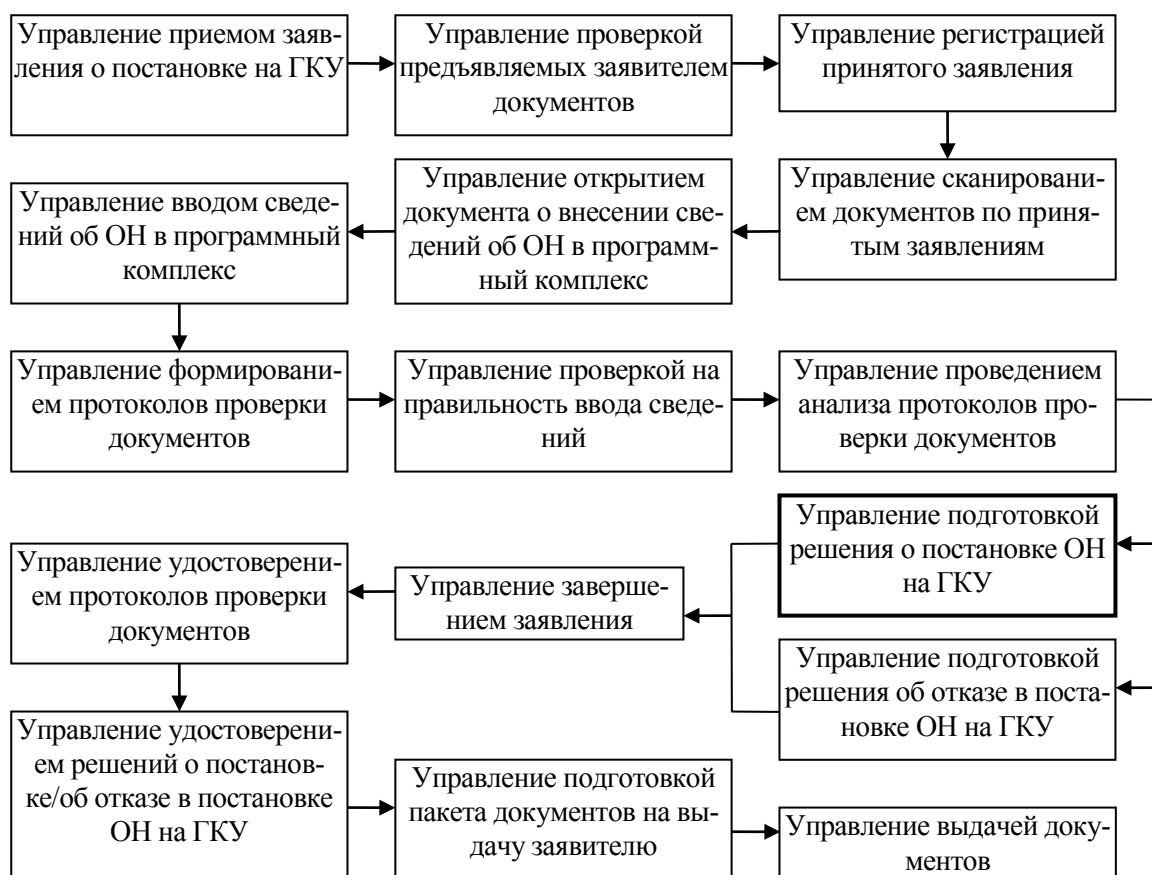 Управление приемом заяв-
ления о постановке на ГКУ
Управление проверкой
предъявляемых заявителем
документов
Управление регистрацией
принятого заявления
Управление сканировани-
ем документов по приня-
тым заявлениям
Управление открытием
документа о внесении све-
дений об ОН в программ-
ный комплекс
Управление вводом сведе-
ний об ОН в программный
комплекс
Управление формировани-
ем протоколов проверки
документов
Управление проверкой на
правильность ввода сведе-
ний
Управление проведением
анализа протоколов про-
верки документов
Управление подготовкой
решения о постановке ОН
на ГКУ
Управление подготовкой
решения об отказе в поста-
новке ОН на ГКУ
Управление заверше-
нием заявления
Управление удостоверени-
ем протоколов проверки
документов
Управление удостоверени-
ем решений о постанов-
ке/об отказе в постановке
ОН на ГКУ
Управление подготовкой
пакета документов на вы-
дачу заявителю
Управление выдачей доку-
ментов